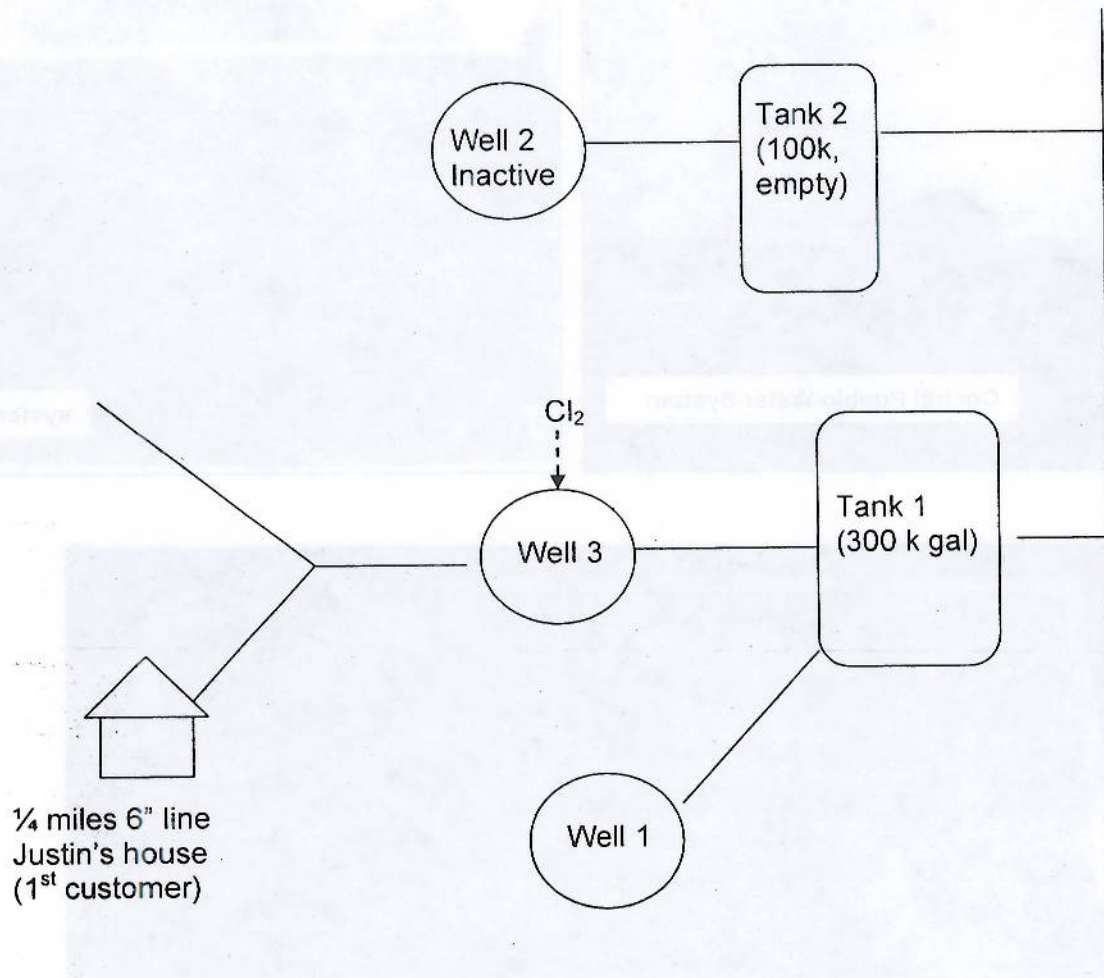 Well 2
Inactive
Tank 2
(100k,
empty)
Cl₂
Well 3
Tank 1
(300 k gal)
Well 1
¼ miles 6” line
Justin's house
(1st customer)